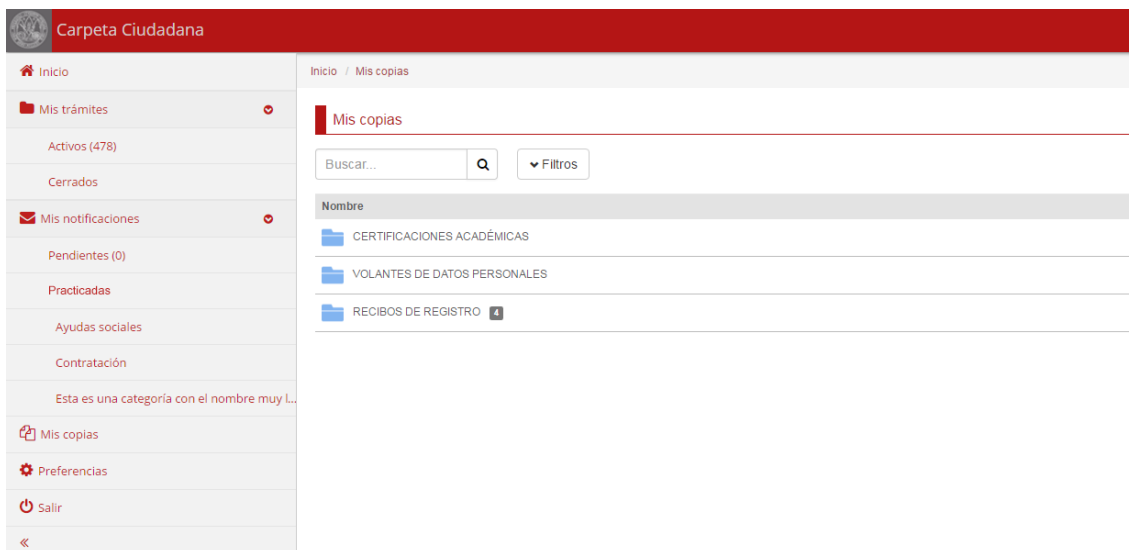 Carpeta Ciudadana
Inicio
Mis trámites
Activos (478)
Cerrados
Mis notificaciones
Pendientes (0)
Practicadas
Ayudas sociales
Contratación
Esta es una categoría con el nombre muy l...
Mis copias
Preferencias
Salir
«
Inicio / Mis copias
Mis copias
Buscar...
Filtros
Nombre
CERTIFICACIONES ACADÉMICAS
VOLANTES DE DATOS PERSONALES
RECIBOS DE REGISTRO 4